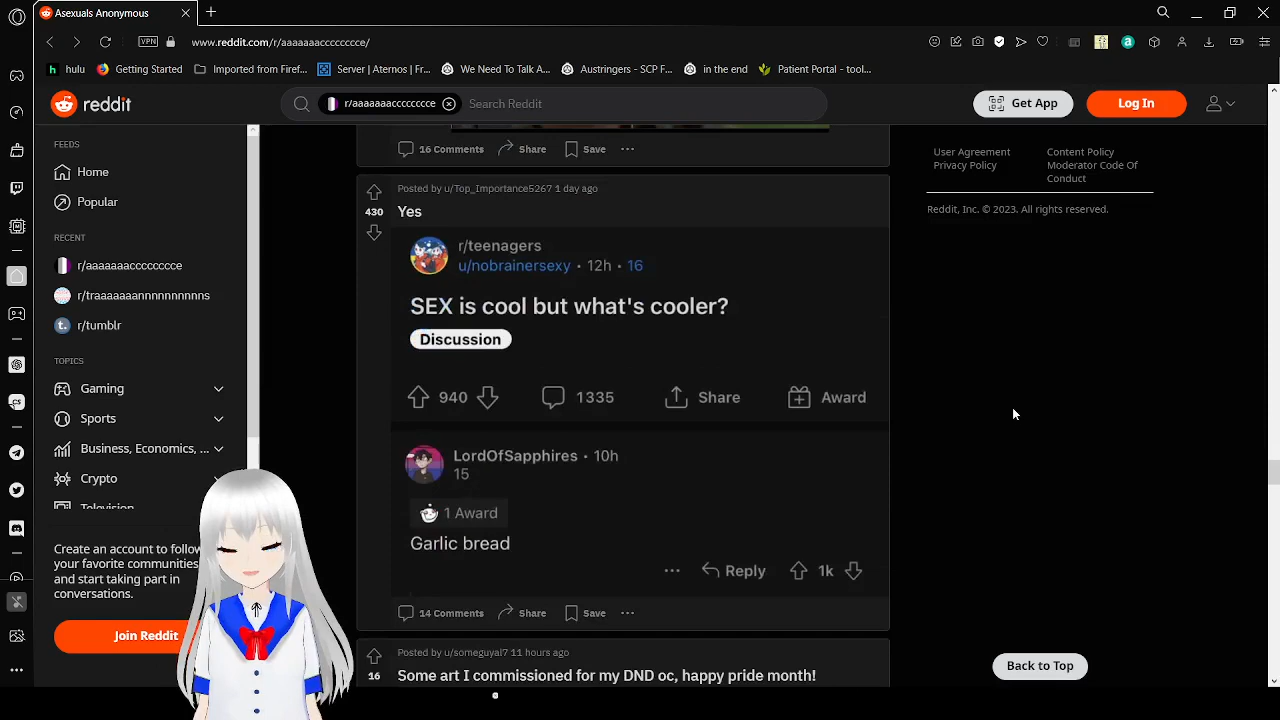 Asexuals Anonymous
VPN
www.reddit.com/r/aaaaaaacccccccce/
hulu
Getting Started
Imported from Firef...
Server | Aternos | Fr...
We Need To Talk A...
Austringers - SCP F...
in the end
Patient Portal - tool...
reddit
r/aaaaaaacccccccce
Search Reddit
Get App
Log In
FEEDS
Home
Popular
RECENT
r/aaaaaaacccccccce
r/traaaaaaannnnnnnnns
r/tumblr
TOPICS
Gaming
Sports
Business, Economics, ...
Crypto
Television
Create an account to follow
your favorite communities
and start taking part in
conversations.
Join Reddit
16 Comments
Share
Save
Posted by u/Top_Importance5267 1 day ago
430
Yes
r/teenagers
u/nobrainersexy • 12h • 16
SEX is cool but what's cooler?
Discussion
940
1335
Share
Award
LordOfSapphires • 10h
15
1 Award
Garlic bread
Reply
1k
14 Comments
Share
Save
Posted by u/someguyal7 11 hours ago
16
Some art I commissioned for my DND oc, happy pride month!
User Agreement
Privacy Policy
Content Policy
Moderator Code Of
Conduct
Reddit, Inc. © 2023. All rights reserved.
Back to Top